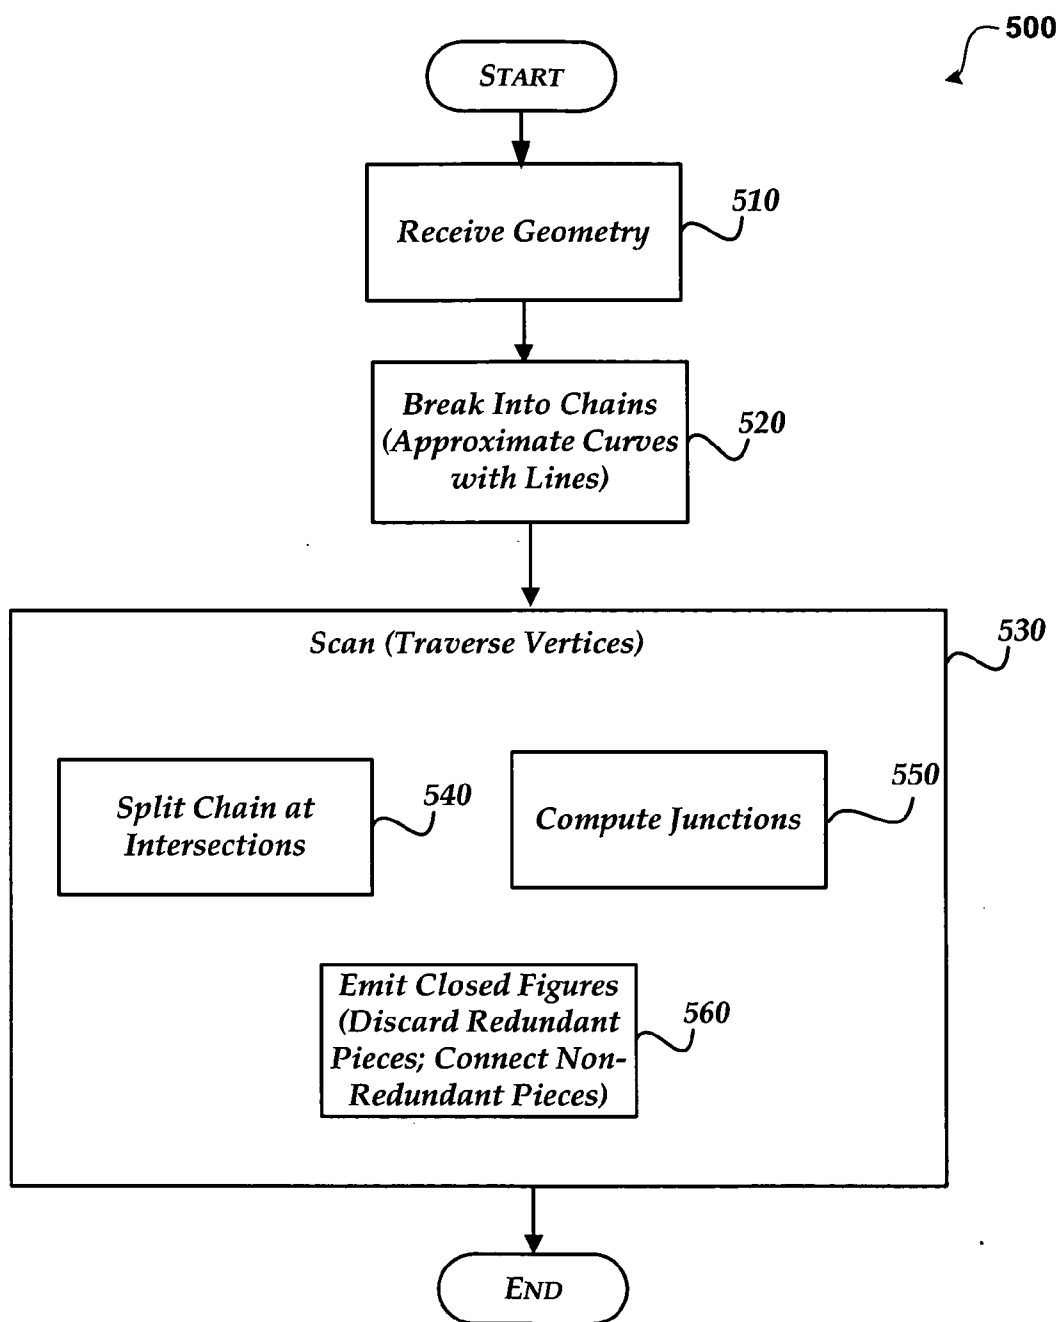 500
START
Receive Geometry
510
Break Into Chains
(Approximate Curves
with Lines)
520
Scan (Traverse Vertices)
530
Split Chain at
Intersections
540
Compute Junctions
550
Emit Closed Figures
(Discard Redundant
Pieces; Connect Non-
Redundant Pieces)
560
END